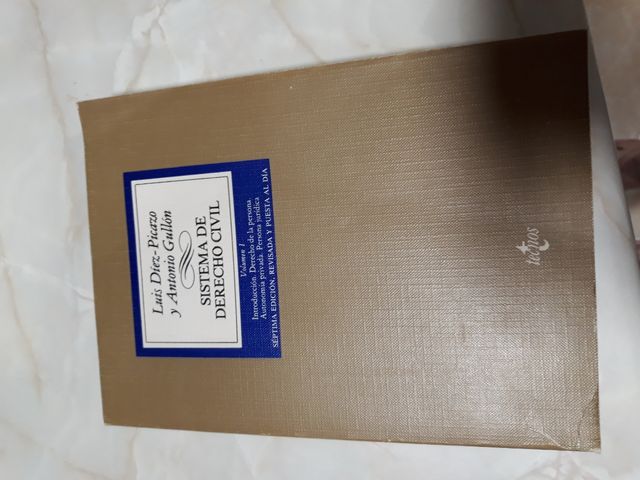 Luis Díez-Picazo
y Antonio Gullón
SISTEMA DE
DERECHO CIVIL
Volumen I
Introducción. Derecho de la persona.
Autonomía privada. Persona jurídica
SÉPTIMA EDICIÓN, REVISADA Y PUESTA AL DÍA
tecnos